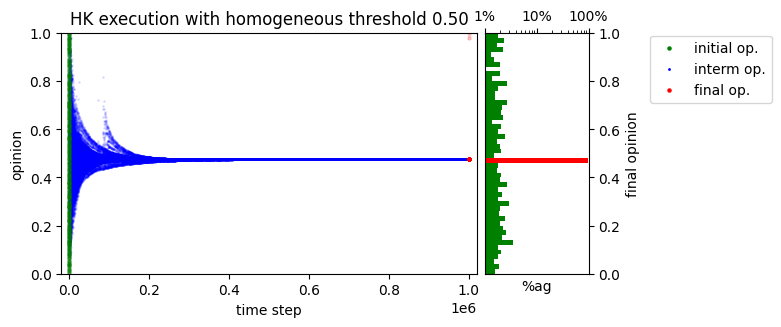 HK execution with homogeneous threshold 0.50
1% 10% 100%
1.0 1.0
0.8 0.8
0.6 0.6
0.4 0.4
0.2 0.2
0.0 0.0
opinion
final opinion
initial op.
interm op.
final op.
0.0 0.2 0.4 0.6 0.8 1.0
1e6
time step
%ag